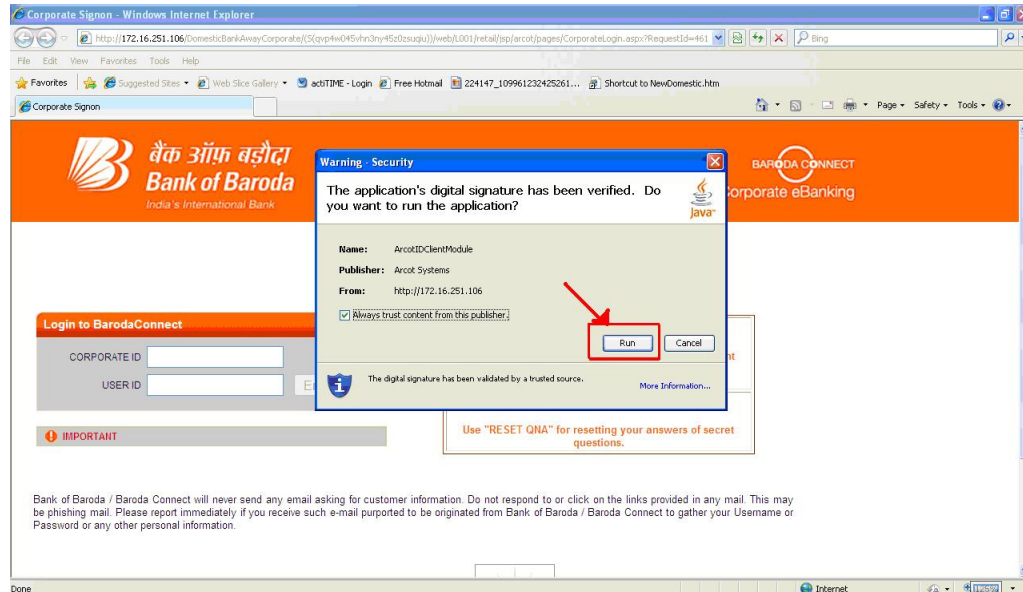 Corporate Signon - Windows Internet Explorer
http://172.16.251.106/DomesticBankAwayCorporate/(S(qvp4w045vhn3ny45z0zsuqiu))/web/L001/retail/jsp/arcot/pages/CorporateLogin.aspx?RequestId=461
Bing
File Edit View Favorites Tools Help
Favorites Suggested Sites Web Slice Gallery actiTIME - Login Free Hotmail 224147_109961232425261... Shortcut to NewDomestic.htm
Corporate Signon
Page Safety Tools
बैंक ऑफ़ बड़ौदा
Bank of Baroda
India's International Bank
BARODA CONNECT
Corporate eBanking
Warning - Security
The application's digital signature has been verified. Do
you want to run the application?
Java
Name: ArcotIDClientModule
Publisher: Arcot Systems
From: http://172.16.251.106
Always trust content from this publisher.
Run Cancel
The digital signature has been validated by a trusted source.
More Information...
Login to BarodaConnect
CORPORATE ID
USER ID
IMPORTANT
Use "RESET QNA" for resetting your answers of secret
questions.
Bank of Baroda / Baroda Connect will never send any email asking for customer information. Do not respond to or click on the links provided in any mail. This may
be phishing mail. Please report immediately if you receive such e-mail purported to be originated from Bank of Baroda / Baroda Connect to gather your Username or
Password or any other personal information.
Done
Internet
125%